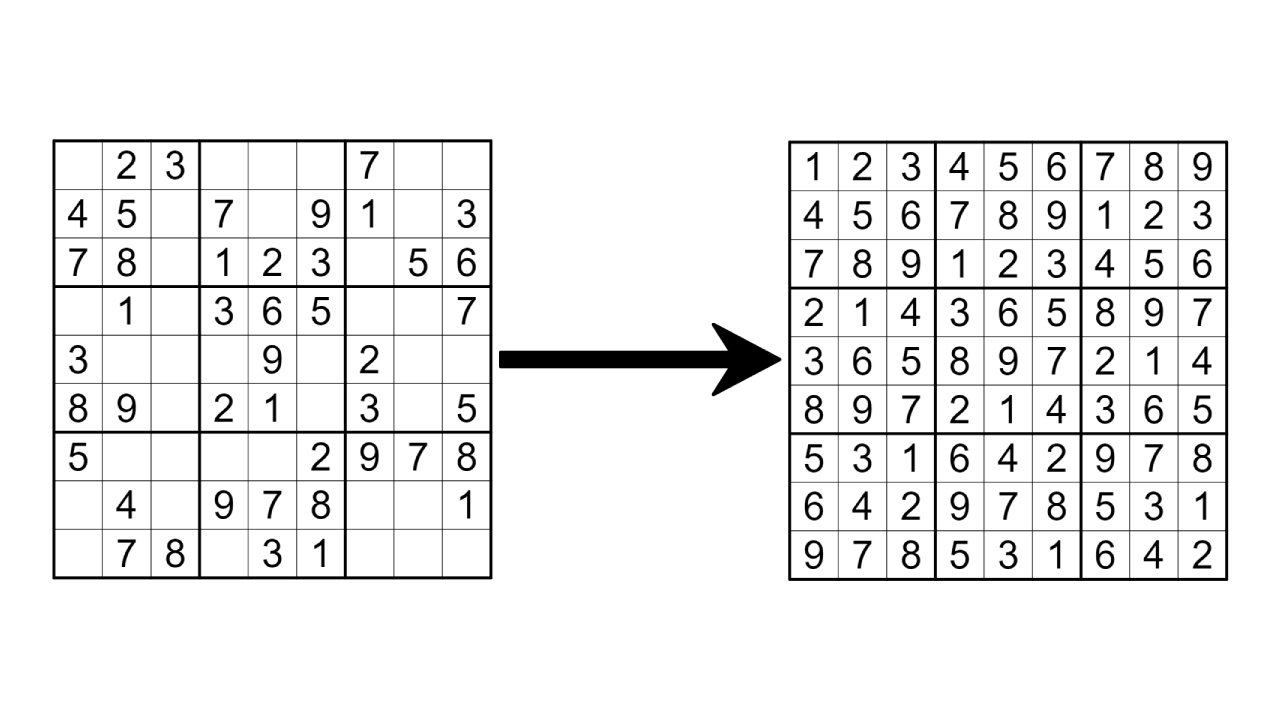 2 3 7
4 5 7 9 1 3
7 8 1 2 3 5 6
1 3 6 5 7
3 9 2
8 9 2 1 3 5
5 2 9 7 8
4 9 7 8 1
7 8 3 1
1 2 3 4 5 6 7 8 9
4 5 6 7 8 9 1 2 3
7 8 9 1 2 3 4 5 6
2 1 4 3 6 5 8 9 7
3 6 5 8 9 7 2 1 4
8 9 7 2 1 4 3 6 5
5 3 1 6 4 2 9 7 8
6 4 2 9 7 8 5 3 1
9 7 8 5 3 1 6 4 2